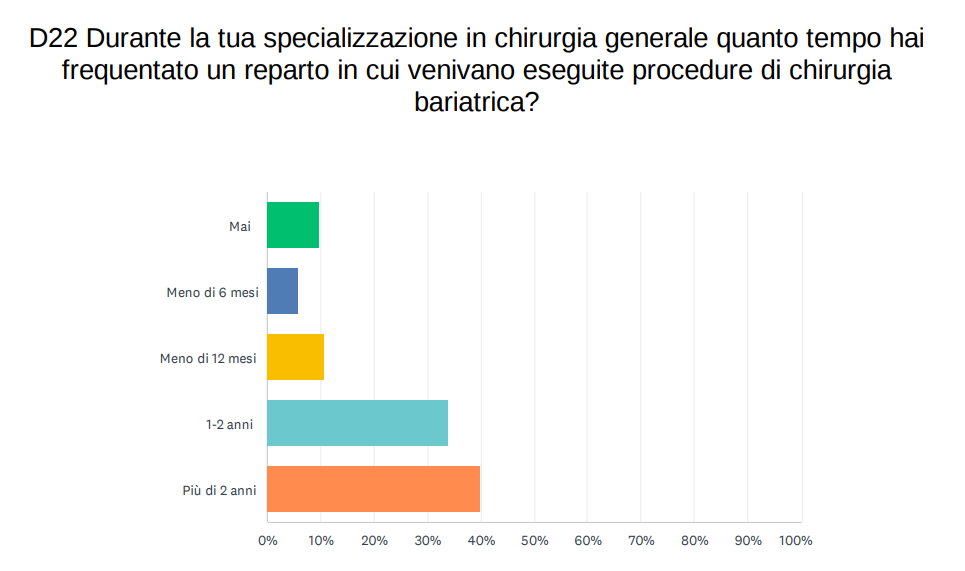 D22 Durante la tua specializzazione in chirurgia generale quanto tempo hai
frequentato un reparto in cui venivano eseguite procedure di chirurgia
bariatrica?
Mai
Meno di 6 mesi
Meno di 12 mesi
1-2 anni
Più di 2 anni
0% 10% 20% 30% 40% 50% 60% 70% 80% 90% 100%